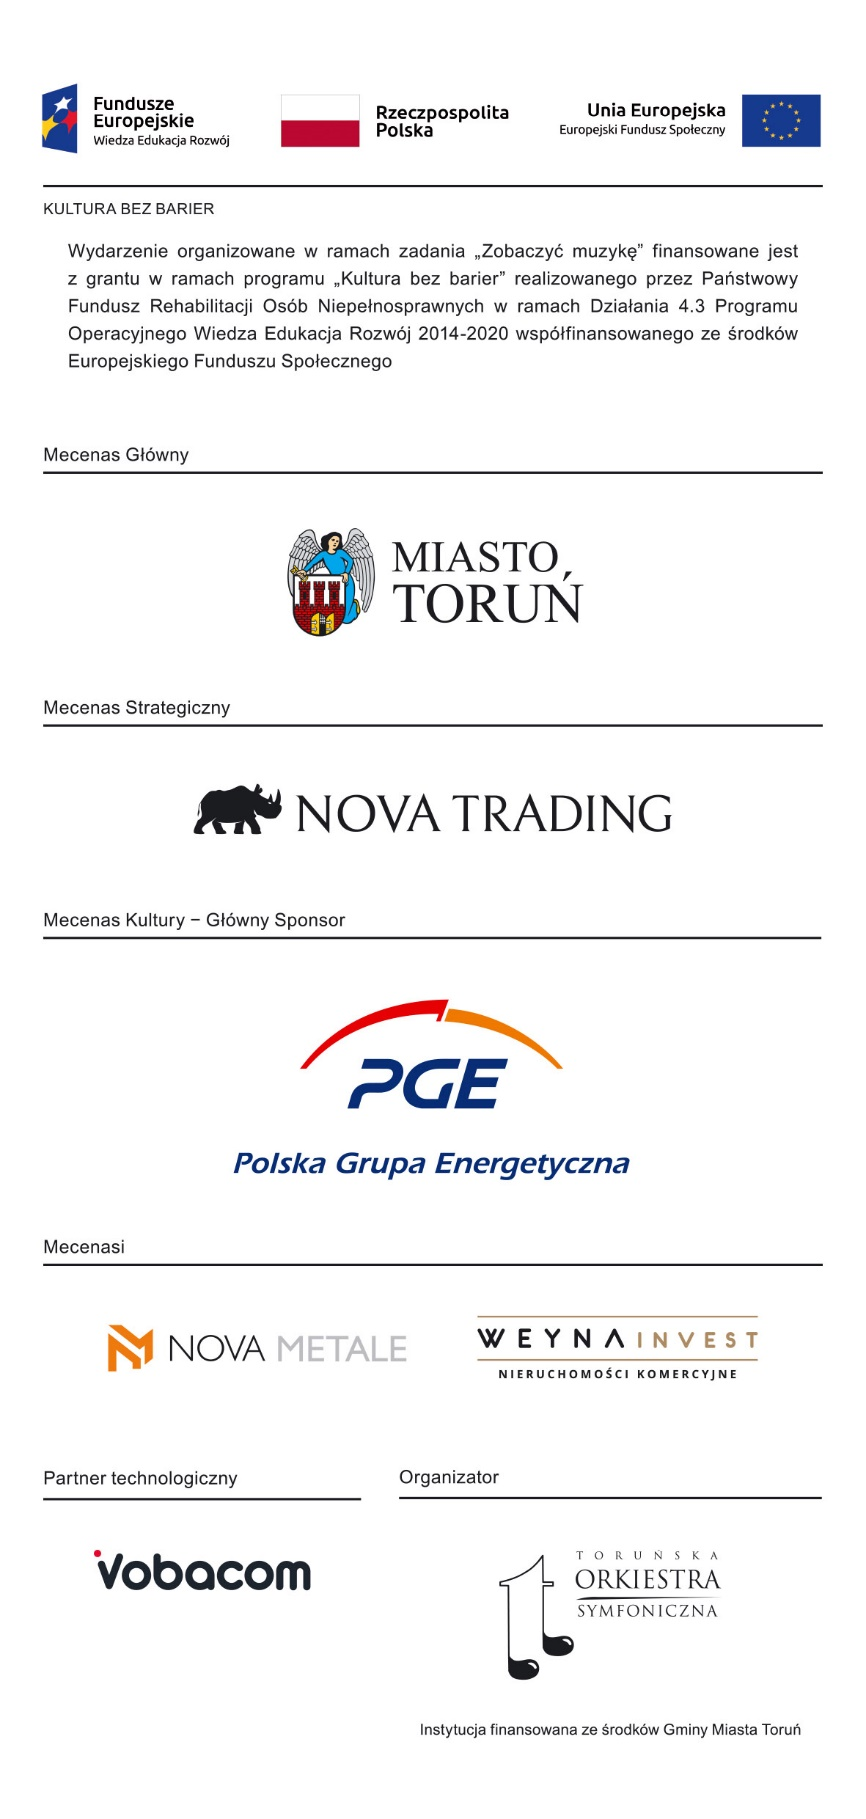 Fundusze
Europejskie
Wiedza Edukacja Rozwój
Rzeczpospolita
Polska
Unia Europejska
Europejski Fundusz Społeczny
KULTURA BEZ BARIER
Wydarzenie organizowane w ramach zadania „Zobaczyć muzykę” finansowane jest
z grantu w ramach programu „Kultura bez barier” realizowanego przez Państwowy
Fundusz Rehabilitacji Osób Niepełnosprawnych w ramach Działania 4.3 Programu
Operacyjnego Wiedza Edukacja Rozwój 2014-2020 współfinansowanego ze środków
Europejskiego Funduszu Społecznego
Mecenas Główny
MIASTO
TORUŃ
Mecenas Strategiczny
NOVA TRADING
Mecenas Kultury – Główny Sponsor
PGE
Polska Grupa Energetyczna
Mecenasi
NOVA METALE
WEYNA INVEST
NIERUCHOMOŚCI KOMERCYJNE
Partner technologiczny
Vobacom
Organizator
TORUŃSKA
ORKIESTRA
SYMFONICZNA
Instytucja finansowana ze środków Gminy Miasta Toruń